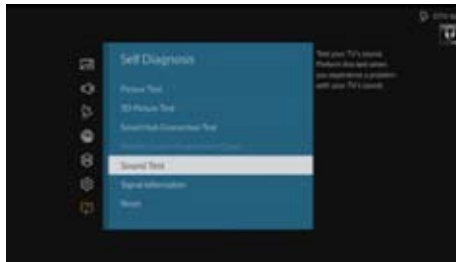 Self Diagnosis
Test your TV's sound.
Perform this test when
you experience a problem
with your TV's sound.
Picture Test
3D Picture Test
Smart Hub Connection Test
Sound Test
Signal Information
Reset